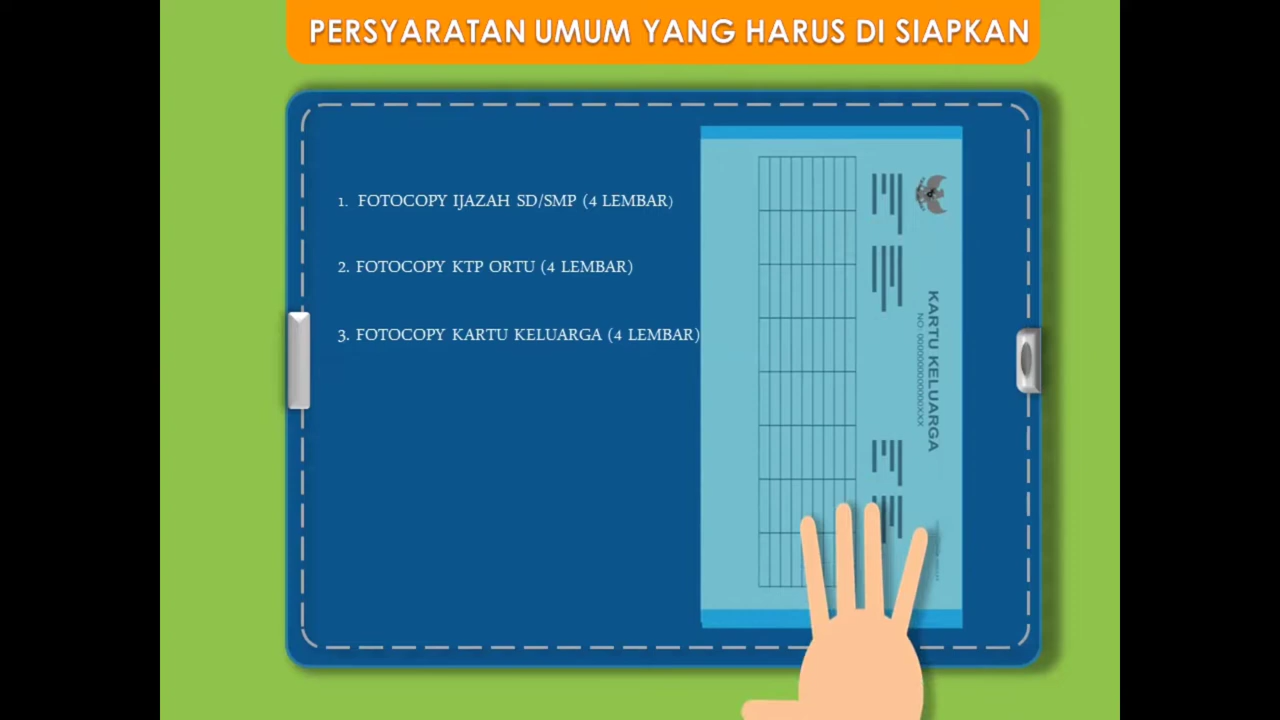 PERSYARATAN UMUM YANG HARUS DI SIAPKAN
1. FOTOCOPY IJAZAH SD/SMP (4 LEMBAR)
2. FOTOCOPY KTP ORTU (4 LEMBAR)
3. FOTOCOPY KARTU KELUARGA (4 LEMBAR)
KARTU KELUARGA